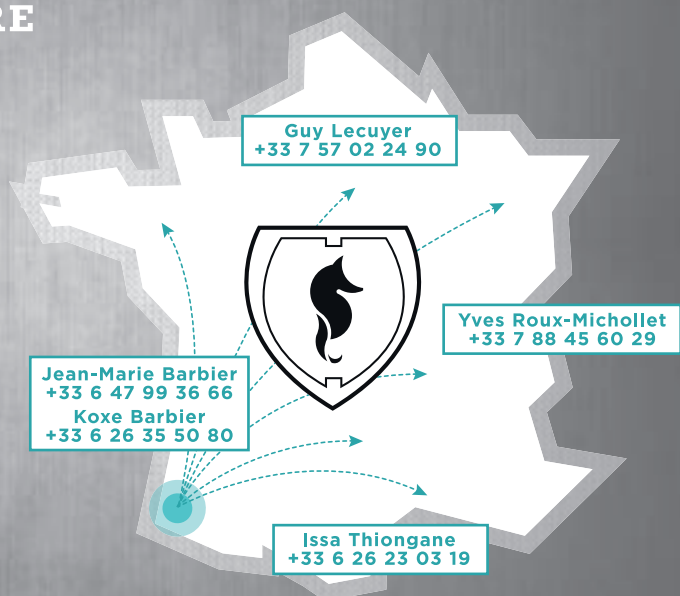 Guy Lecuyer
+33 7 57 02 24 90
Yves Roux-Michollet
+33 7 88 45 60 29
Jean-Marie Barbier
+33 6 47 99 36 66
Koxe Barbier
+33 6 26 35 50 80
Issa Thiongane
+33 6 26 23 03 19